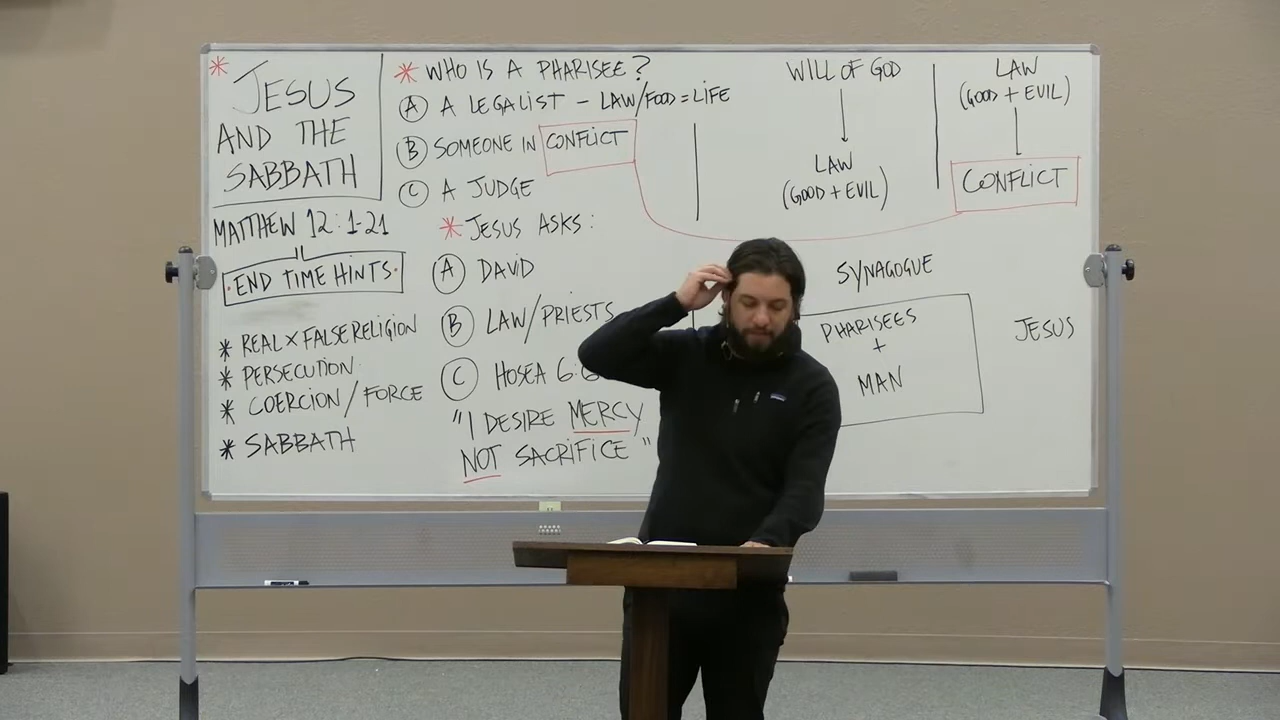 * JESUS
AND THE
SABBATH
MATTHEW 12:1-21
END TIME HINTS.
* REAL X FALSE RELIGION
* PERSECUTION
* COERCION / FORCE
* SABBATH
* WHO IS A PHARISEE?
A A LEGALIST - LAW/FOOD = LIFE
B SOMEONE IN CONFLICT
C A JUDGE
* JESUS ASKS:
A DAVID
B LAW/PRIESTS
C HOSEA 6:6
"I DESIRE MERCY
NOT SACRIFICE"
WILL OF GOD
LAW
(GOOD + EVIL)
LAW
(GOOD + EVIL)
CONFLICT
SYNAGOGUE
PHARISEES
+
MAN
JESUS